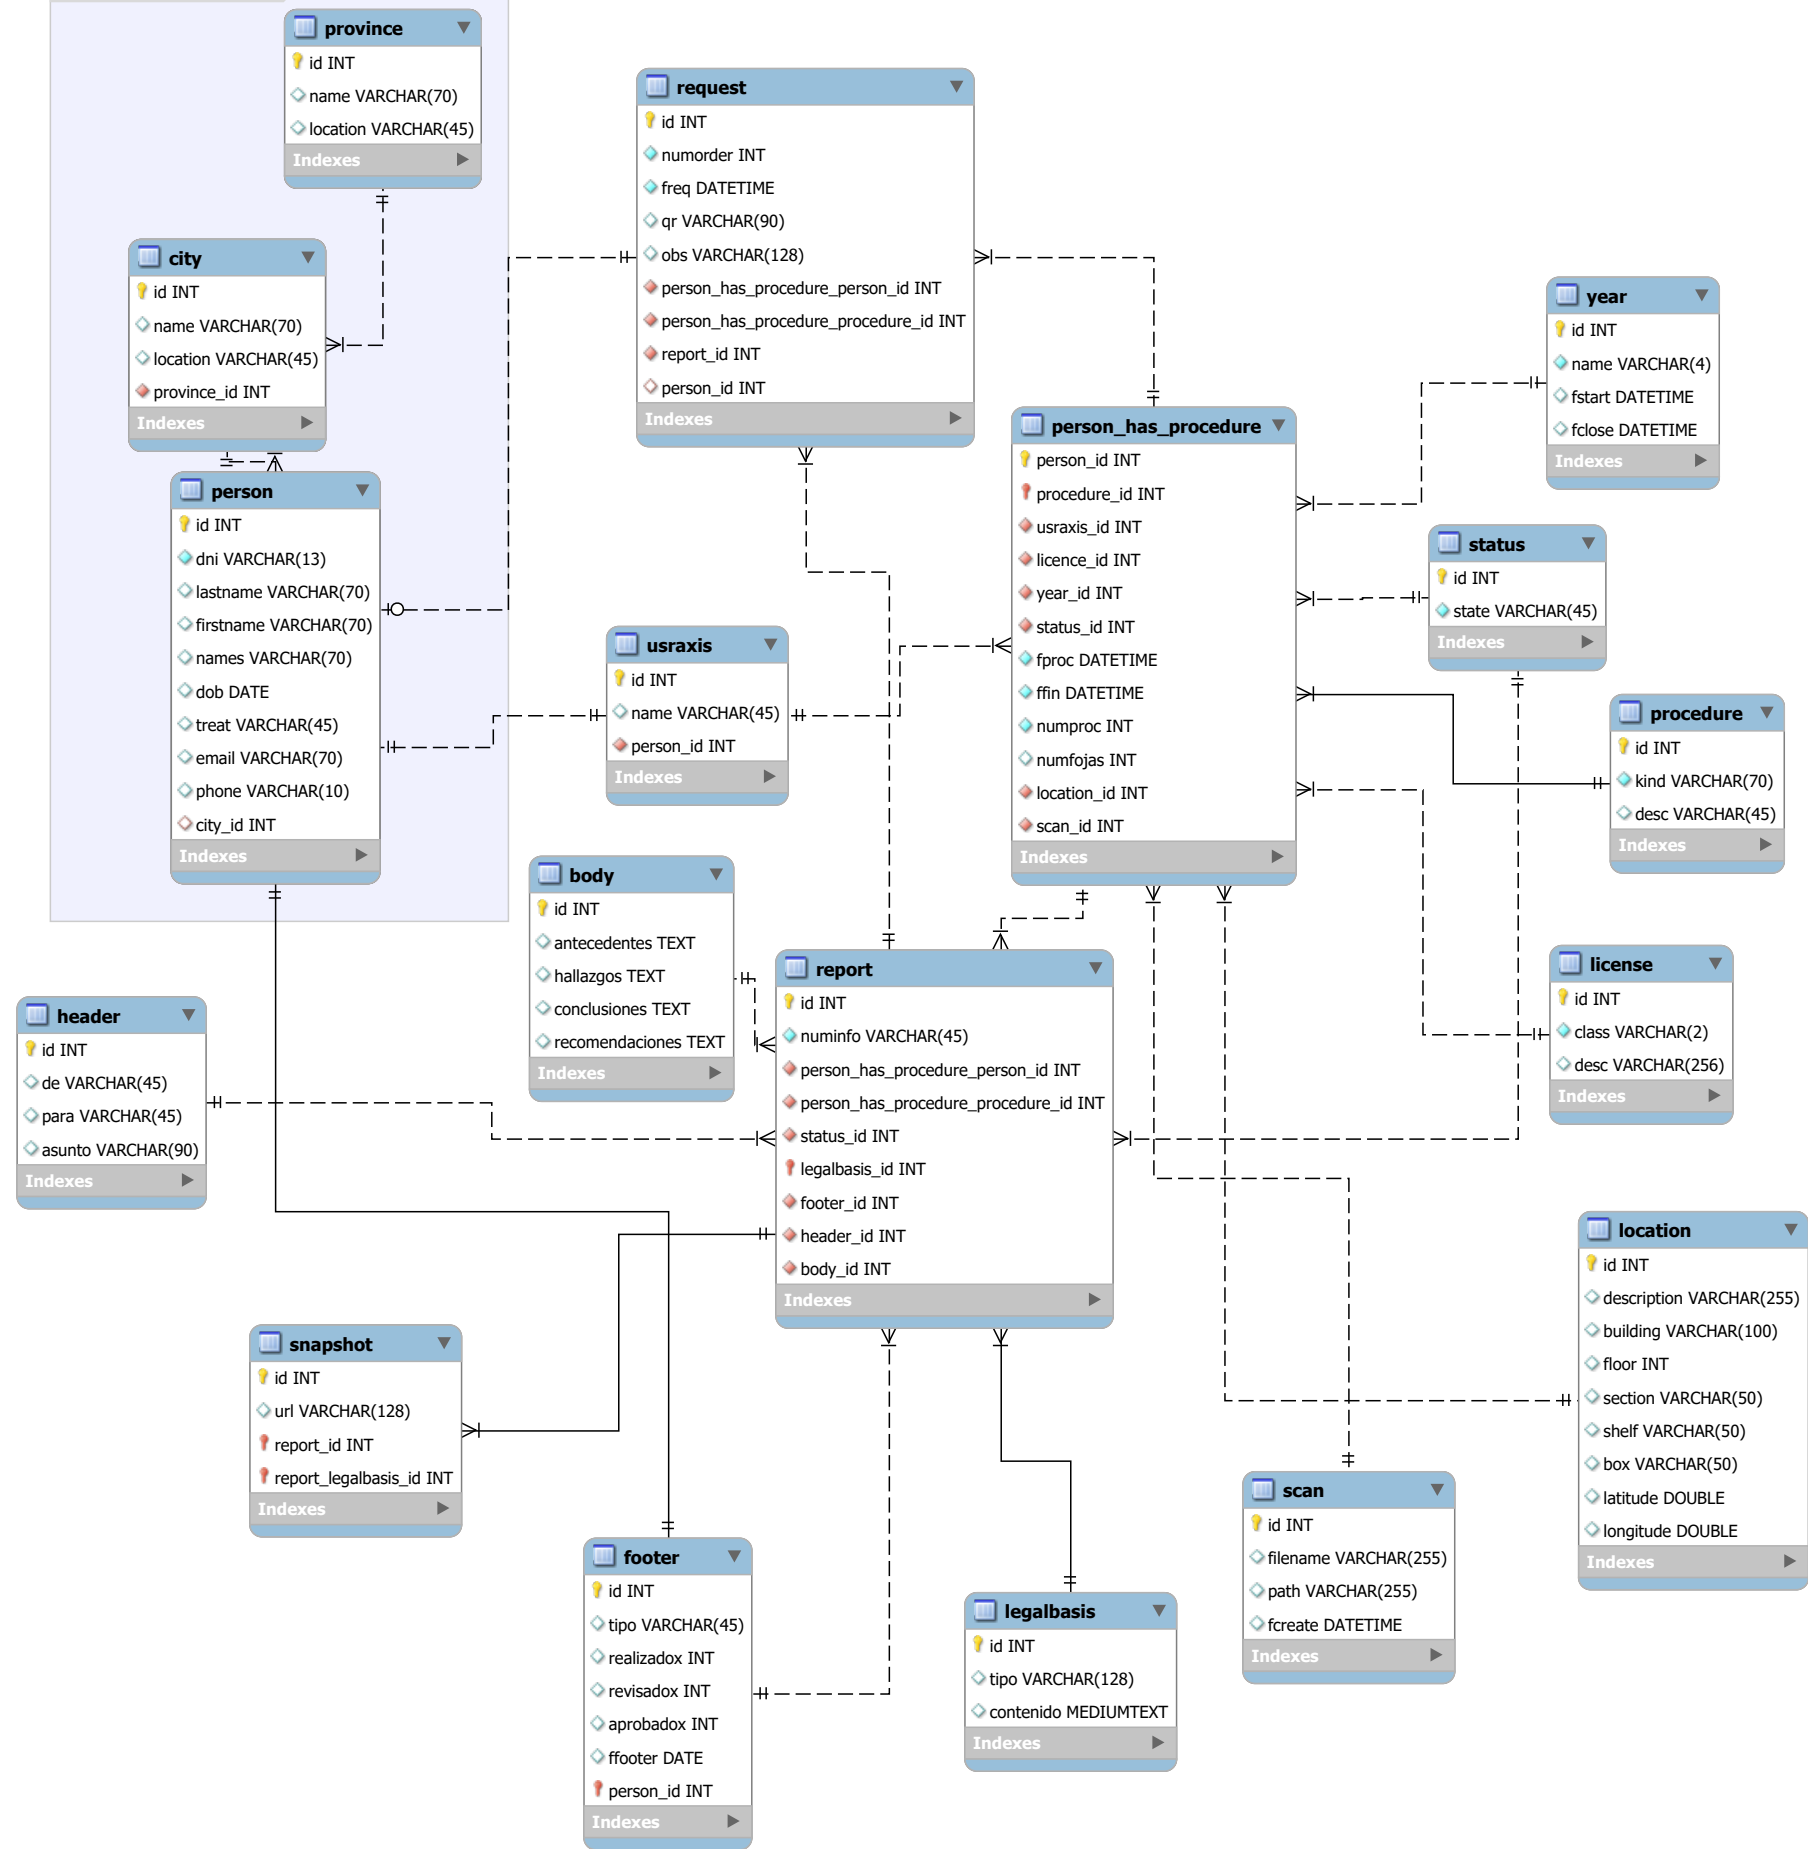 province
id INT
name VARCHAR(70)
location VARCHAR(45)
Indexes
city
id INT
name VARCHAR(70)
location VARCHAR(45)
province_id INT
Indexes
person
id INT
dni VARCHAR(13)
lastname VARCHAR(70)
firstname VARCHAR(70)
names VARCHAR(70)
dob DATE
treat VARCHAR(45)
email VARCHAR(70)
phone VARCHAR(10)
city_id INT
Indexes
request
id INT
numorder INT
freq DATETIME
qr VARCHAR(90)
obs VARCHAR(128)
person_has_procedure_person_id INT
person_has_procedure_procedure_id INT
report_id INT
person_id INT
Indexes
usraxis
id INT
name VARCHAR(45)
person_id INT
Indexes
person_has_procedure
person_id INT
procedure_id INT
usraxis_id INT
licence_id INT
year_id INT
status_id INT
fproc DATETIME
ffin DATETIME
numproc INT
numfojas INT
location_id INT
scan_id INT
Indexes
year
id INT
name VARCHAR(4)
fstart DATETIME
fclose DATETIME
Indexes
status
id INT
state VARCHAR(45)
Indexes
procedure
id INT
kind VARCHAR(70)
desc VARCHAR(45)
Indexes
body
id INT
antecedentes TEXT
hallazgos TEXT
conclusiones TEXT
recomendaciones TEXT
Indexes
header
id INT
de VARCHAR(45)
para VARCHAR(45)
asunto VARCHAR(90)
Indexes
report
id INT
numinfo VARCHAR(45)
person_has_procedure_person_id INT
person_has_procedure_procedure_id INT
status_id INT
legalbasis_id INT
footer_id INT
header_id INT
body_id INT
Indexes
license
id INT
class VARCHAR(2)
desc VARCHAR(256)
Indexes
location
id INT
description VARCHAR(255)
building VARCHAR(100)
floor INT
section VARCHAR(50)
shelf VARCHAR(50)
box VARCHAR(50)
latitude DOUBLE
longitude DOUBLE
Indexes
snapshot
id INT
url VARCHAR(128)
report_id INT
report_legalbasis_id INT
Indexes
footer
id INT
tipo VARCHAR(45)
realizadox INT
revisadox INT
aprobadox INT
ffooter DATE
person_id INT
Indexes
legalbasis
id INT
tipo VARCHAR(128)
contenido MEDIUMTEXT
Indexes
scan
id INT
filename VARCHAR(255)
path VARCHAR(255)
fcreate DATETIME
Indexes